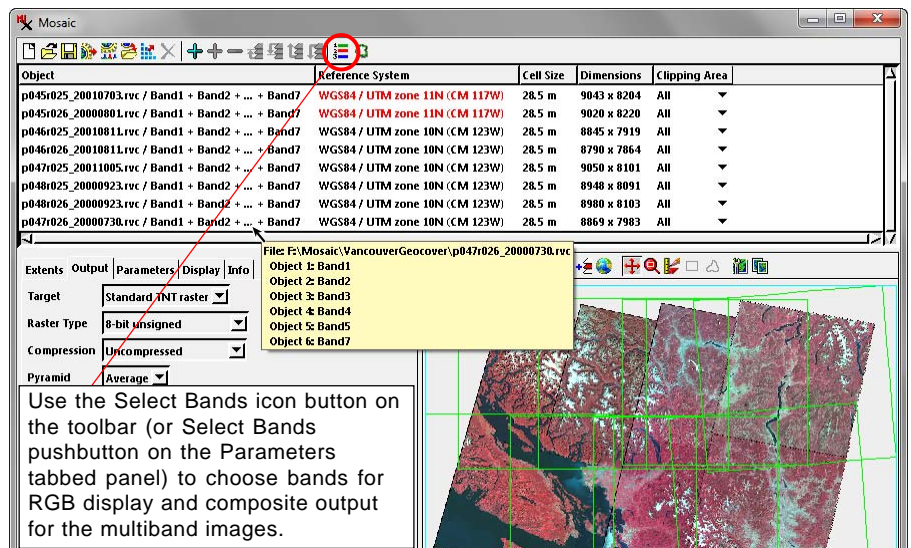 Mosaic
Object Reference System Cell Size Dimensions Clipping Area
p045r025_20010703.rvc / Band1 + Band2 + ... + Band7 WGS84 / UTM zone 11N (CM 117W) 28.5 m 9043 x 8204 All
p045r026_20000801.rvc / Band1 + Band2 + ... + Band7 WGS84 / UTM zone 11N (CM 117W) 28.5 m 9020 x 8220 All
p046r025_20010811.rvc / Band1 + Band2 + ... + Band7 WGS84 / UTM zone 10N (CM 123W) 28.5 m 8845 x 7919 All
p046r026_20010811.rvc / Band1 + Band2 + ... + Band7 WGS84 / UTM zone 10N (CM 123W) 28.5 m 8790 x 7864 All
p047r025_20011005.rvc / Band1 + Band2 + ... + Band7 WGS84 / UTM zone 10N (CM 123W) 28.5 m 9050 x 8101 All
p048r025_20000923.rvc / Band1 + Band2 + ... + Band7 WGS84 / UTM zone 10N (CM 123W) 28.5 m 8948 x 8091 All
p048r026_20000923.rvc / Band1 + Band2 + ... + Band7 WGS84 / UTM zone 10N (CM 123W) 28.5 m 8980 x 8103 All
p047r026_20000730.rvc / Band1 + Band2 + ... + Band7 WGS84 / UTM zone 10N (CM 123W) 28.5 m 8869 x 7983 All
File: F:\Mosaic\VancouverGeocover\p047r026_20000730.rvc
Object 1: Band1
Object 2: Band2
Object 3: Band3
Object 4: Band4
Object 5: Band5
Object 6: Band7
Extents Output Parameters Display Info
Target Standard TNT raster
Raster Type 8-bit unsigned
Compression Uncompressed
Pyramid Average
Use the Select Bands icon button on
the toolbar (or Select Bands
pushbutton on the Parameters
tabbed panel) to choose bands for
RGB display and composite output
for the multiband images.